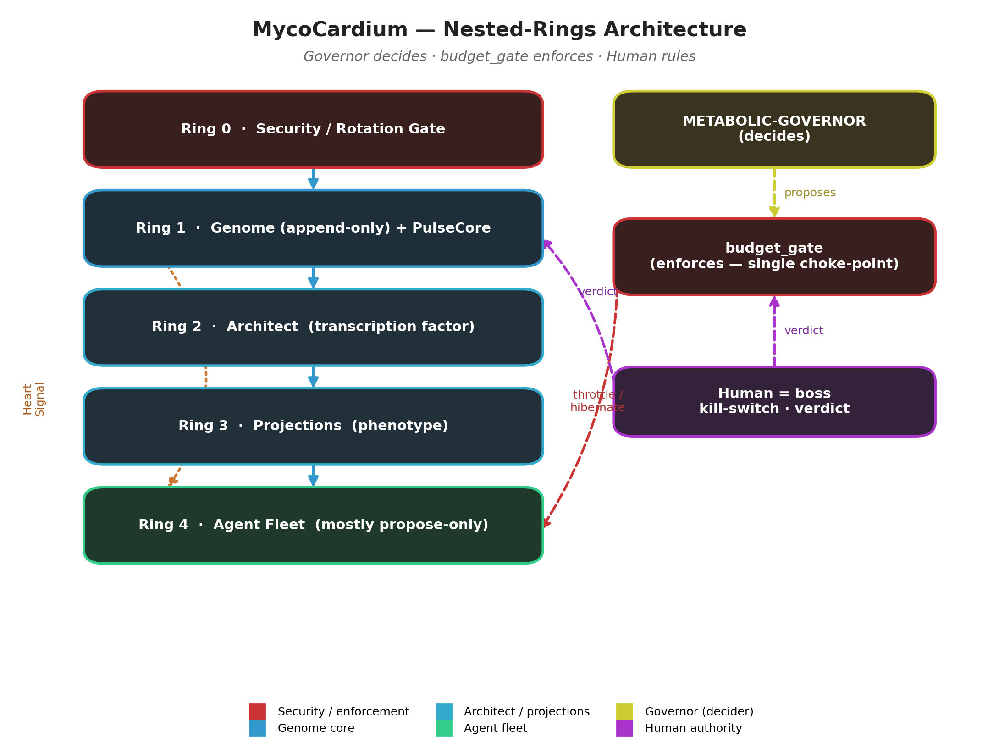 MycoCardium — Nested-Rings Architecture
Governor decides · budget_gate enforces · Human rules
Ring 0 · Security / Rotation Gate
METABOLIC-GOVERNOR
(decides)
proposes
Ring 1 · Genome (append-only) + PulseCore
budget_gate
(enforces — single choke-point)
verdict
Ring 2 · Architect (transcription factor)
verdict
Heart
Signal
throttle /
hibernate
Human = boss
kill-switch · verdict
Ring 3 · Projections (phenotype)
Ring 4 · Agent Fleet (mostly propose-only)
Security / enforcement
Genome core
Architect / projections
Agent fleet
Governor (decider)
Human authority